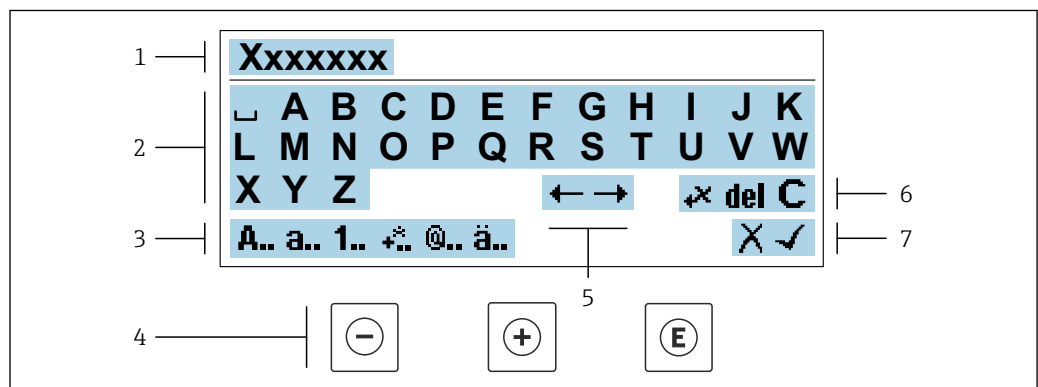 1 Xxxxxxx
2 ␣ A B C D E F G H I J K
L M N O P Q R S T U V W
X Y Z ← → ↞x del C 6
3 A.. a.. 1.. +*.. @.. ä.. X ✓ 7
5
4 − + E